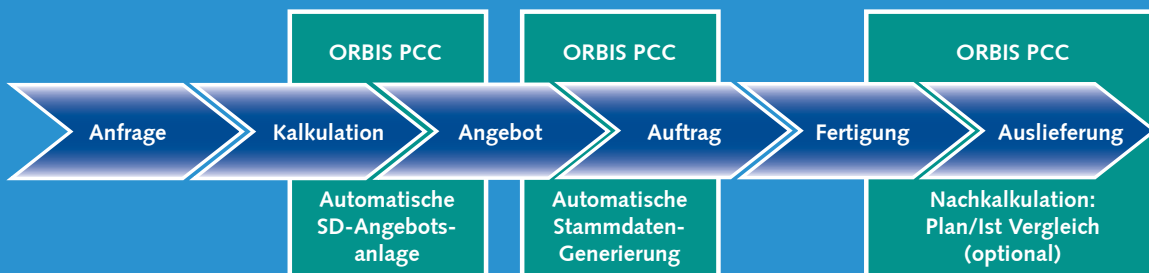 ORBIS PCC
ORBIS PCC
ORBIS PCC
Anfrage
Kalkulation
Angebot
Auftrag
Fertigung
Auslieferung
Automatische
SD-Angebots-
anlage
Automatische
Stammdaten-
Generierung
Nachkalkulation:
Plan/Ist Vergleich
(optional)